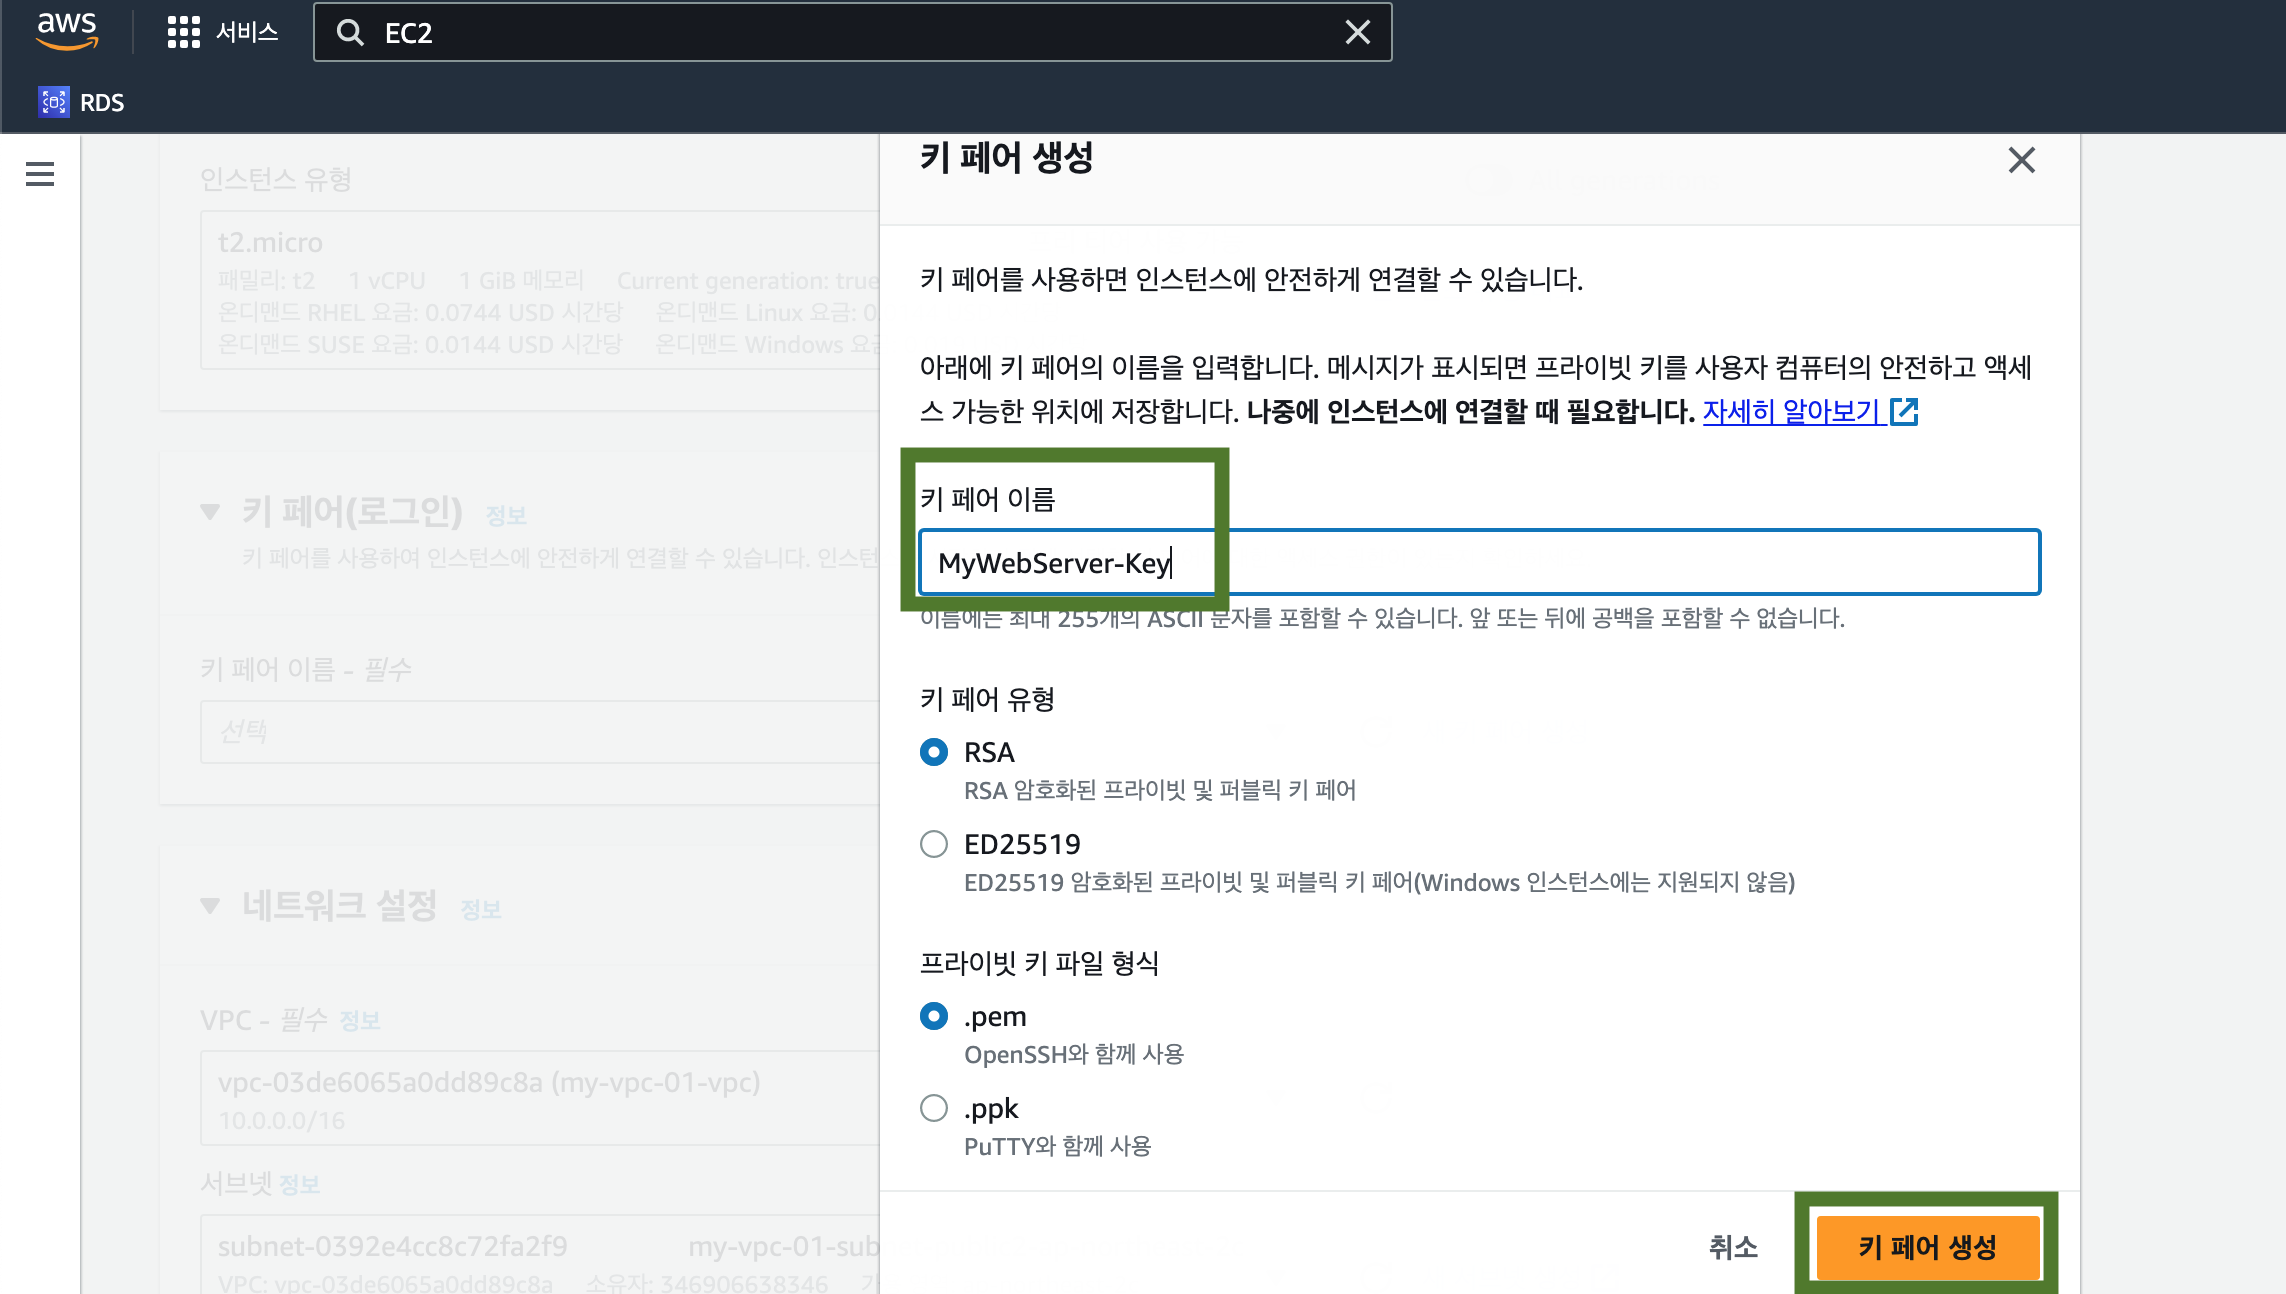 aws
서비스
EC2
RDS
인스턴스 유형
t2.micro
패밀리: t2 1 vCPU 1 GiB 메모리 Current generation: true
온디맨드 RHEL 요금: 0.0744 USD 시간당 온디맨드 Linux 요금: 0.
온디맨드 SUSE 요금: 0.0144 USD 시간당 온디맨드 Windows 요금
키 페어(로그인) 정보
키 페어를 사용하여 인스턴스에 안전하게 연결할 수 있습니다. 인스턴
키 페어 이름 - 필수
선택
네트워크 설정 정보
VPC - 필수 정보
vpc-03de6065a0dd89c8a (my-vpc-01-vpc)
10.0.0.0/16
서브넷 정보
subnet-0392e4cc8c72fa2f9 my-vpc-01-sub
VPC: vpc-03de6065a0dd89c8a 소유자: 346906638346 가
키 페어 생성
키 페어를 사용하면 인스턴스에 안전하게 연결할 수 있습니다.
아래에 키 페어의 이름을 입력합니다. 메시지가 표시되면 프라이빗 키를 사용자 컴퓨터의 안전하고 액세
스 가능한 위치에 저장합니다. 나중에 인스턴스에 연결할 때 필요합니다. 자세히 알아보기
키 페어 이름
MyWebServer-Key
이름에는 최대 255개의 ASCII 문자를 포함할 수 있습니다. 앞 또는 뒤에 공백을 포함할 수 없습니다.
키 페어 유형
RSA
RSA 암호화된 프라이빗 및 퍼블릭 키 페어
ED25519
ED25519 암호화된 프라이빗 및 퍼블릭 키 페어(Windows 인스턴스에는 지원되지 않음)
프라이빗 키 파일 형식
.pem
OpenSSH와 함께 사용
.ppk
PuTTY와 함께 사용
취소
키 페어 생성